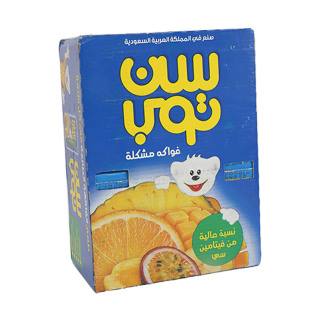 صنع في المملكة العربية السعودية
سن
توب
فواكه مشكلة
نسبة عالية
من فيتامين
سي